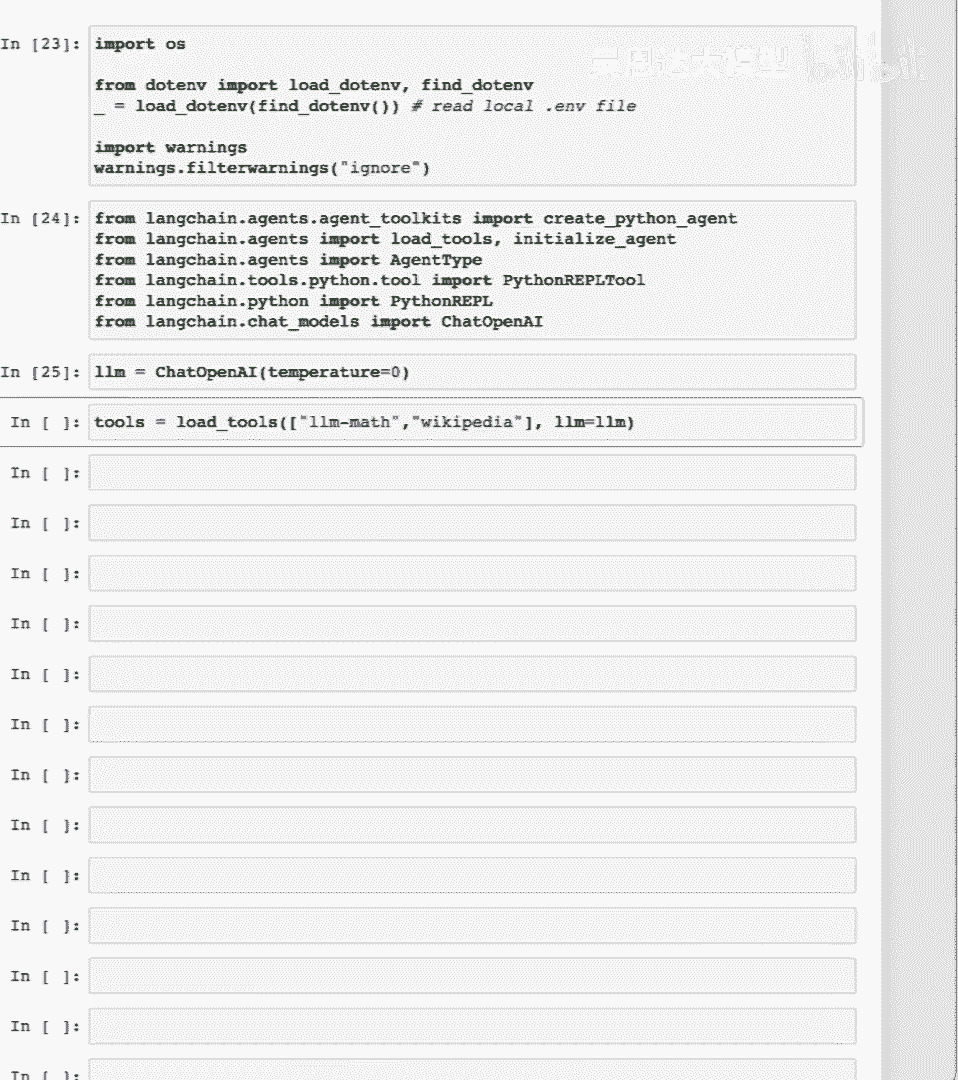 In [23]: import os
from dotenv import load_dotenv, find_dotenv
_ = load_dotenv(find_dotenv()) # read local .env file
import warnings
warnings.filterwarnings("ignore")
In [24]: from langchain.agents.agent_toolkits import create_python_agent
from langchain.agents import load_tools, initialize_agent
from langchain.agents import AgentType
from langchain.tools.python.tool import PythonREPLTool
from langchain.python import PythonREPL
from langchain.chat_models import ChatOpenAI
In [25]: llm = ChatOpenAI(temperature=0)
In [ ]: tools = load_tools(["llm-math","wikipedia"], llm=llm)
In [ ]:
In [ ]:
In [ ]:
In [ ]:
In [ ]:
In [ ]:
In [ ]:
In [ ]:
In [ ]:
In [ ]:
In [ ]:
In [ ]:
In [ ]: